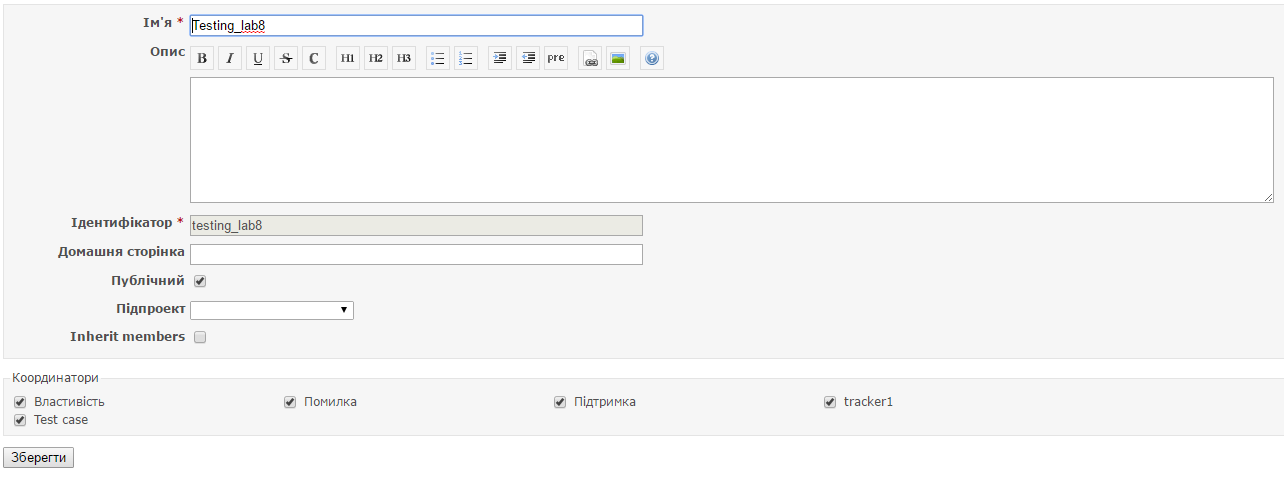 Ім'я * Testing_lab8
Опис B I U S C H1 H2 H3 pre
Ідентифікатор * testing_lab8
Домашня сторінка
Публічний
Підпроект
Inherit members
Координатори
Властивість Помилка Підтримка tracker1
Test case
Зберегти